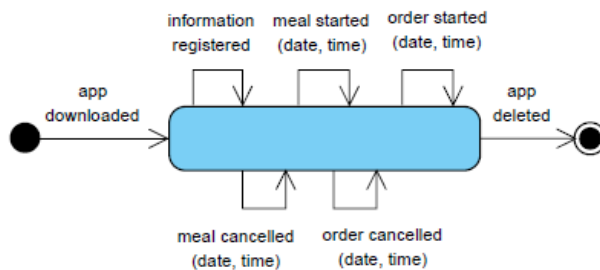 information
registered
meal started
(date, time)
order started
(date, time)
app
downloaded
app
deleted
meal cancelled
(date, time)
order cancelled
(date, time)